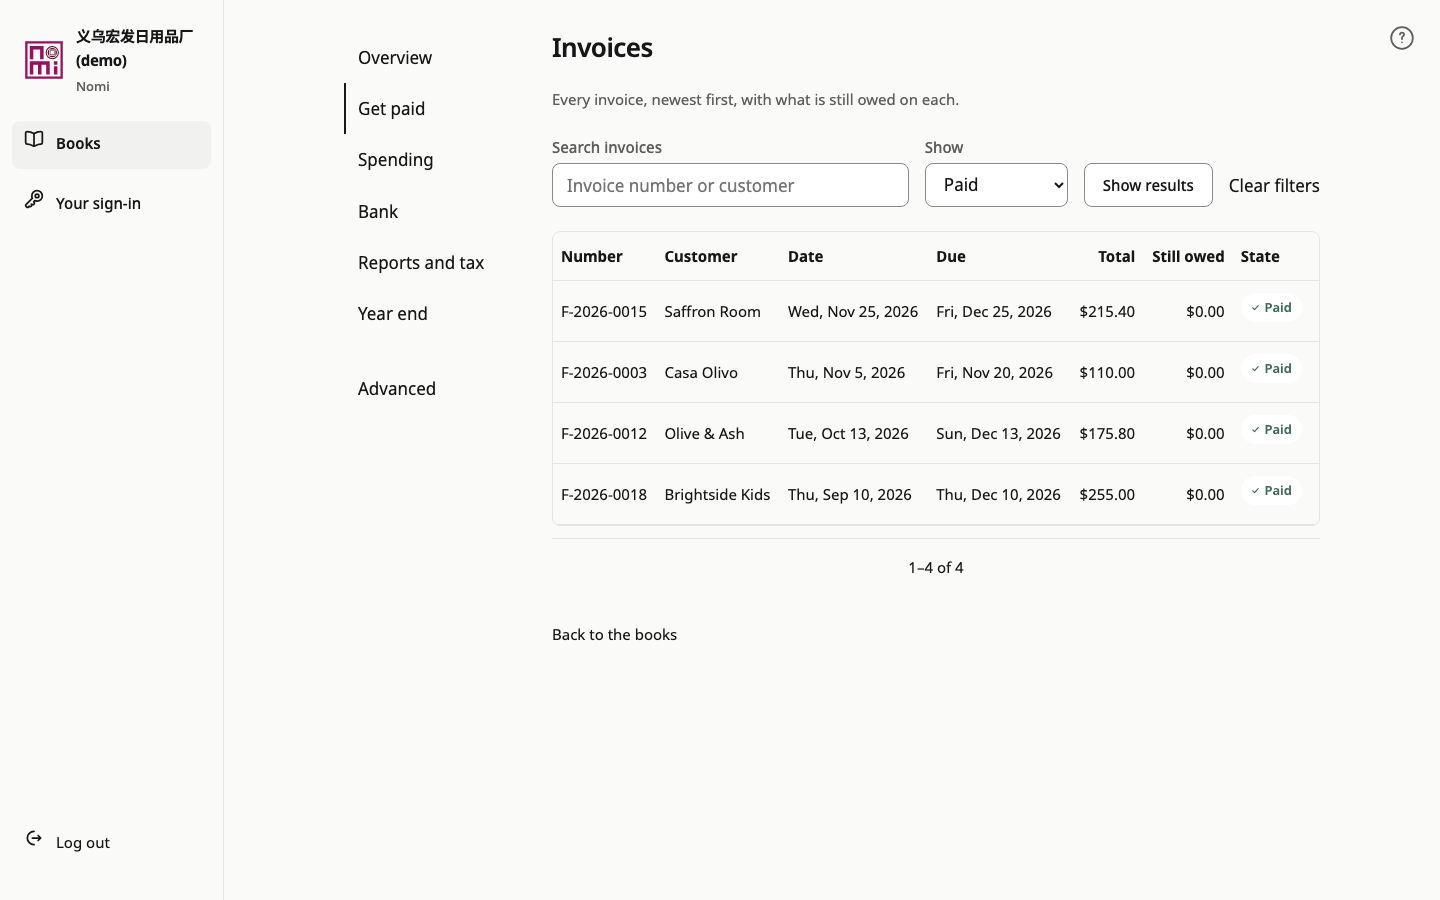 义乌宏发日用品厂
(demo)
Nomi
Books
Your sign-in
Log out
Overview
Get paid
Spending
Bank
Reports and tax
Year end
Advanced
Invoices
Every invoice, newest first, with what is still owed on each.
Search invoices
Show
Invoice number or customer
Paid
Show results
Clear filters
Number Customer Date Due Total Still owed State
F-2026-0015 Saffron Room Wed, Nov 25, 2026 Fri, Dec 25, 2026 $215.40 $0.00 ✓ Paid
F-2026-0003 Casa Olivo Thu, Nov 5, 2026 Fri, Nov 20, 2026 $110.00 $0.00 ✓ Paid
F-2026-0012 Olive & Ash Tue, Oct 13, 2026 Sun, Dec 13, 2026 $175.80 $0.00 ✓ Paid
F-2026-0018 Brightside Kids Thu, Sep 10, 2026 Thu, Dec 10, 2026 $255.00 $0.00 ✓ Paid
1–4 of 4
Back to the books